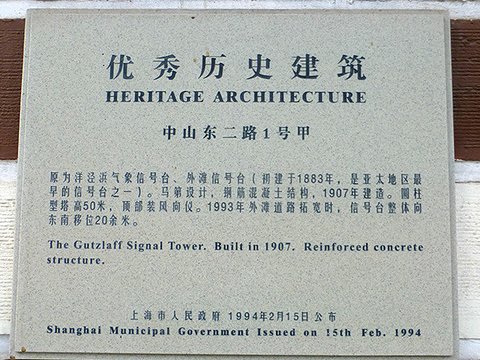 优秀历史建筑
HERITAGE ARCHITECTURE
中山东二路1号甲
原为洋泾浜气象信号台、外滩信号台（初建于1883年，是亚太地区最
早的信号台之一）。马第设计，钢筋混凝土结构，1907年建造。圆柱
型塔高50米，顶部装风向仪。1993年外滩道路拓宽时，信号台整体向
东南移位20余米。
The Gutzlaff Signal Tower. Built in 1907. Reinforced concrete
structure.
上海市人民政府 1994年2月15日公布
Shanghai Municipal Government Issued on 15th Feb. 1994